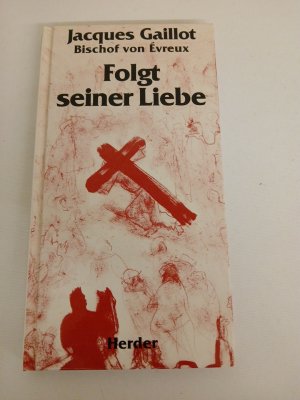 Jacques Gaillot
Bischof von Évreux
Folgt
seiner Liebe
Herder